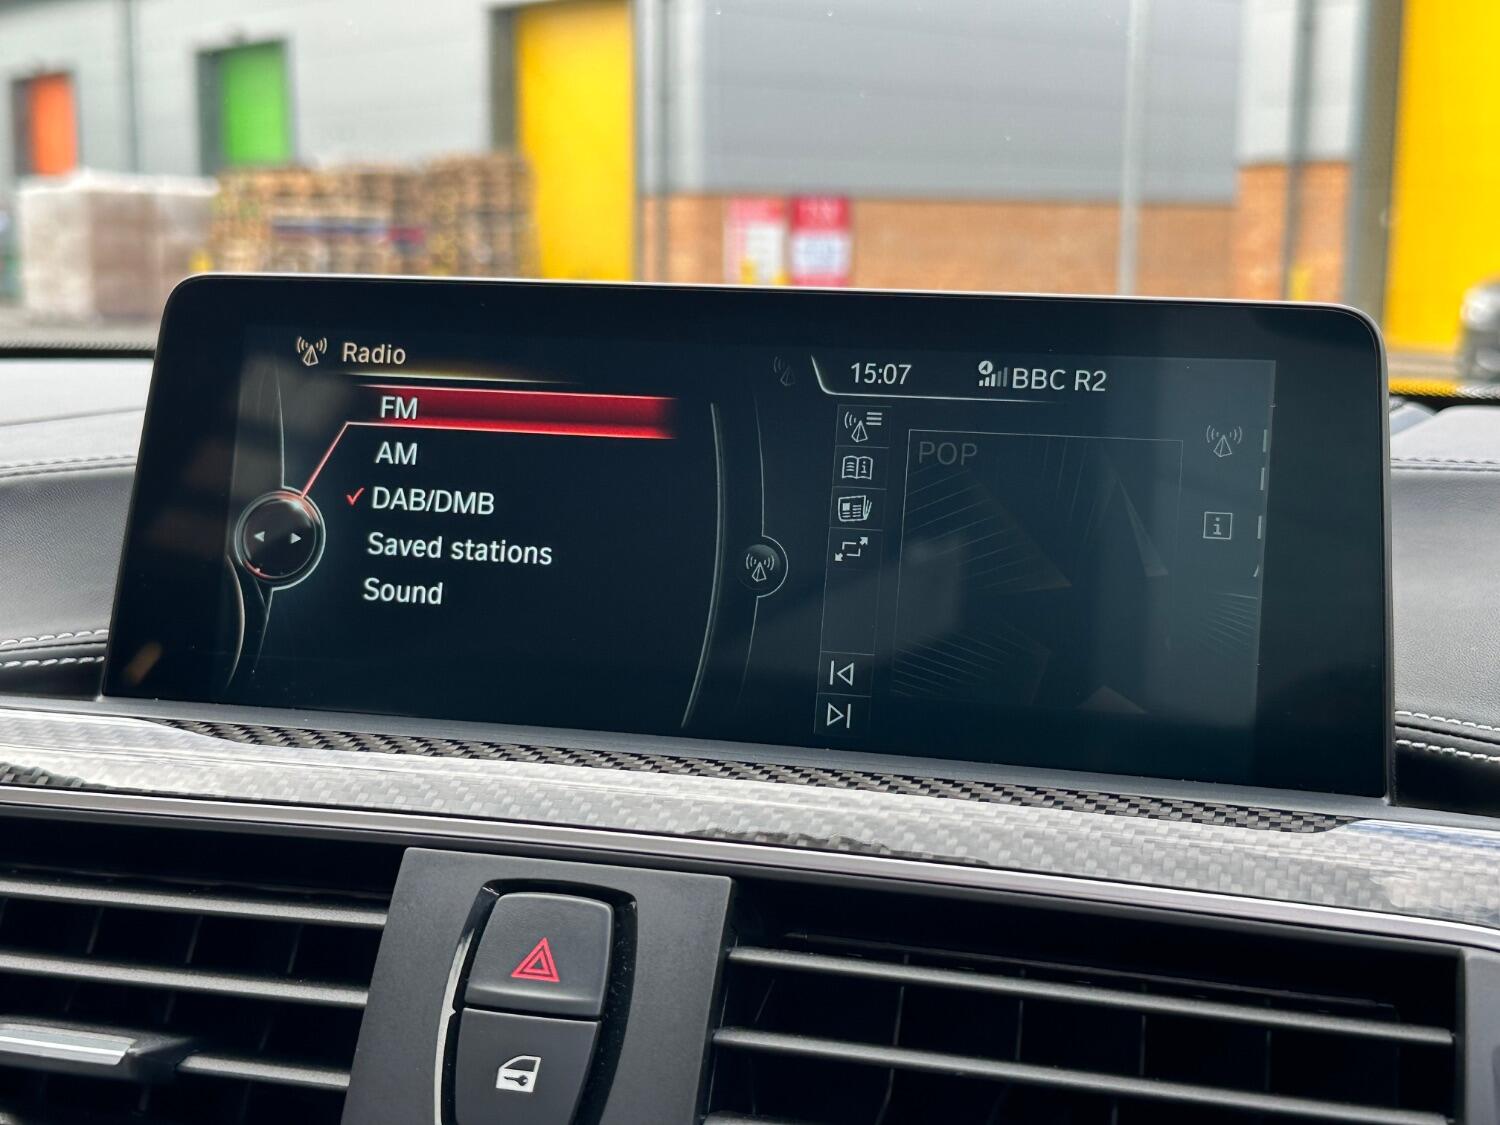 Radio
15:07
BBC R2
FM
AM
DAB/DMB
Saved stations
Sound
POP